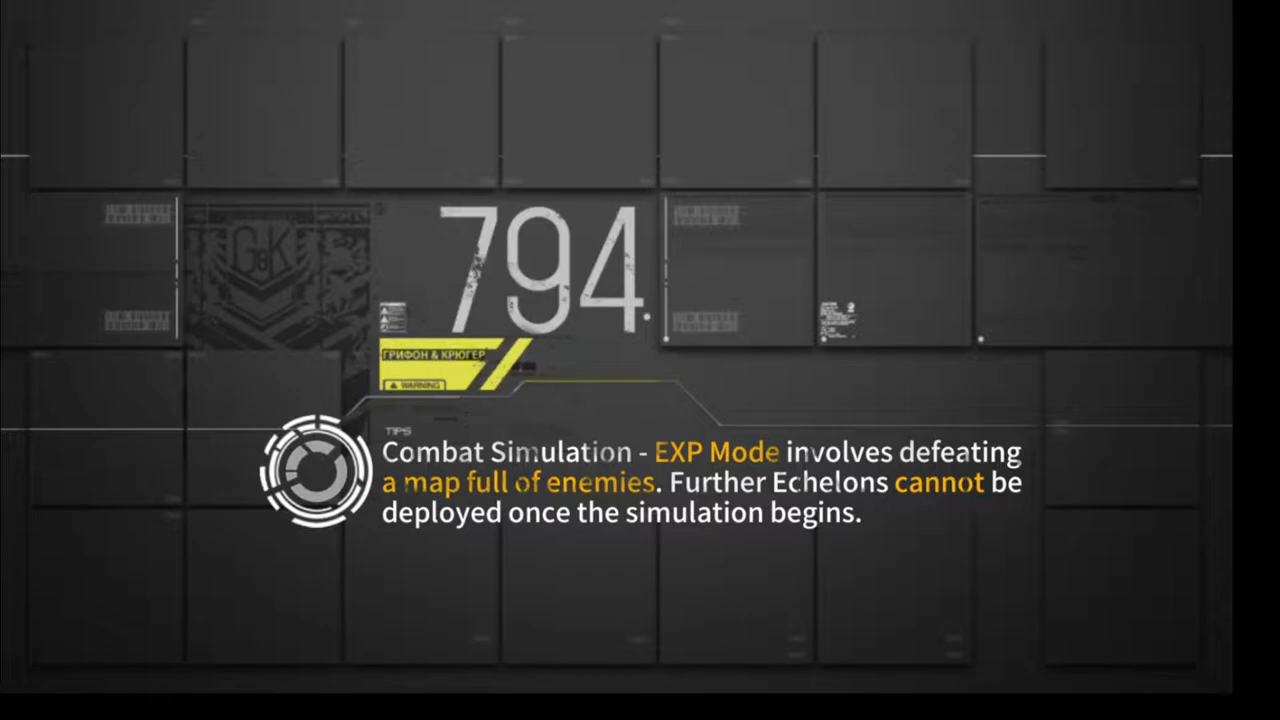 G&K
794
ГРИФОН & КРЮГЕР
WARNING
TIPS
Combat Simulation - EXP Mode involves defeating
a map full of enemies. Further Echelons cannot be
deployed once the simulation begins.